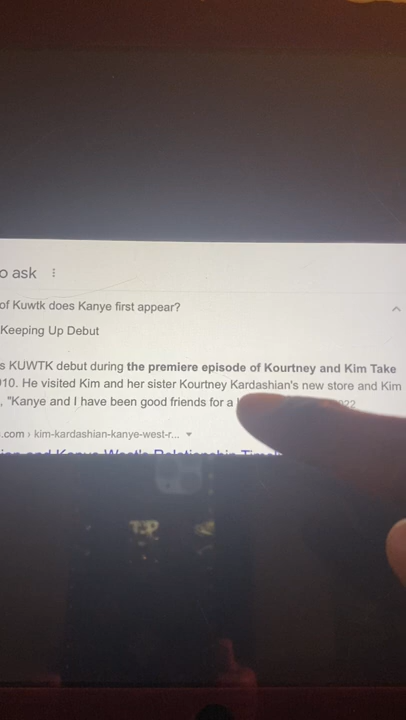 o ask
of Kuwtk does Kanye first appear?
Keeping Up Debut
s KUWTK debut during the premiere episode of Kourtney and Kim Take
10. He visited Kim and her sister Kourtney Kardashian's new store and Kim
, "Kanye and I have been good friends for a
.com › kim-kardashian-kanye-west-r...